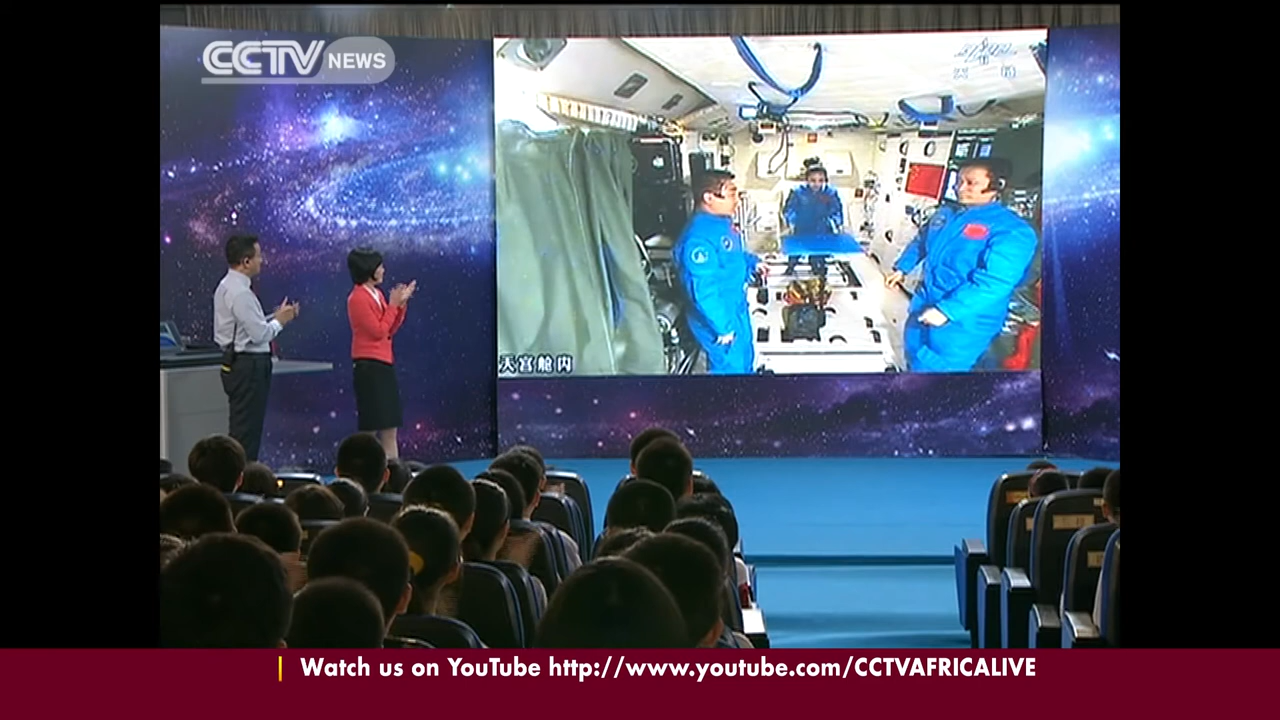 CCTV NEWS
天宫舱内
Watch us on YouTube http://www.youtube.com/CCTVAFRICALIVE